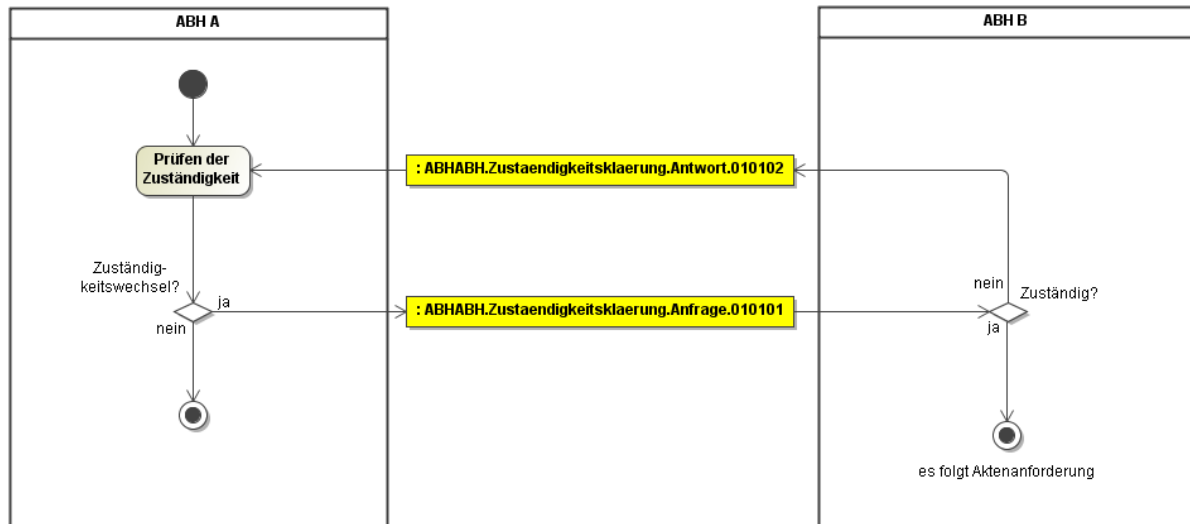 ABH A
ABH B
Prüfen der
Zuständigkeit
: ABHABH.Zustaendigkeitsklaerung.Antwort.010102
Zuständig-
keitswechsel?
ja
nein
: ABHABH.Zustaendigkeitsklaerung.Anfrage.010101
nein
Zuständig?
ja
es folgt Aktenanforderung